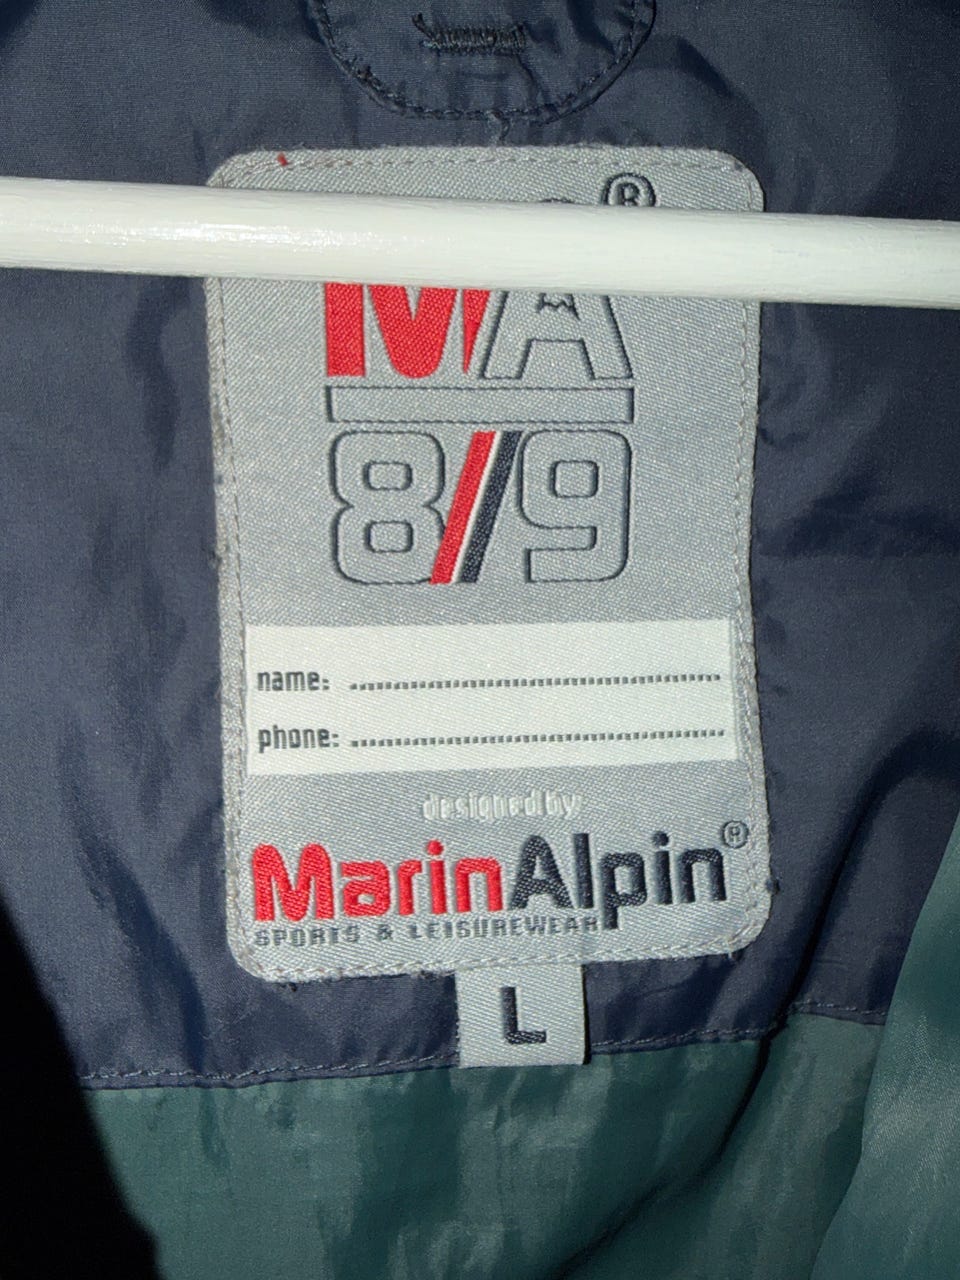 ®
MA
8/9
name:
phone:
designed by:
MarinAlpin®
SPORTS & LEISUREWEAR
L